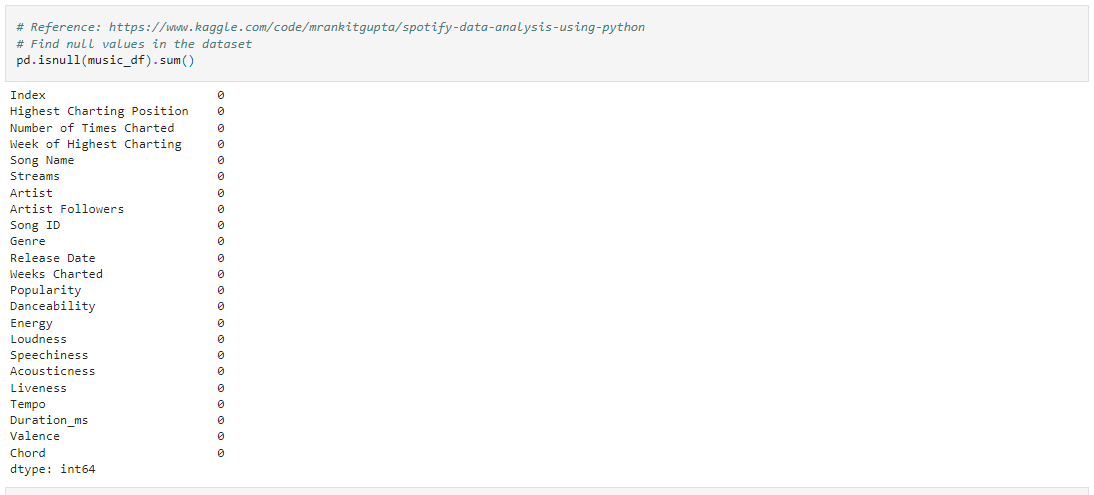 # Reference: https://www.kaggle.com/code/mrankitgupta/spotify-data-analysis-using-python
# Find null values in the dataset
pd.isnull(music_df).sum()
Index 0
Highest Charting Position 0
Number of Times Charted 0
Week of Highest Charting 0
Song Name 0
Streams 0
Artist 0
Artist Followers 0
Song ID 0
Genre 0
Release Date 0
Weeks Charted 0
Popularity 0
Danceability 0
Energy 0
Loudness 0
Speechiness 0
Acousticness 0
Liveness 0
Tempo 0
Duration_ms 0
Valence 0
Chord 0
dtype: int64